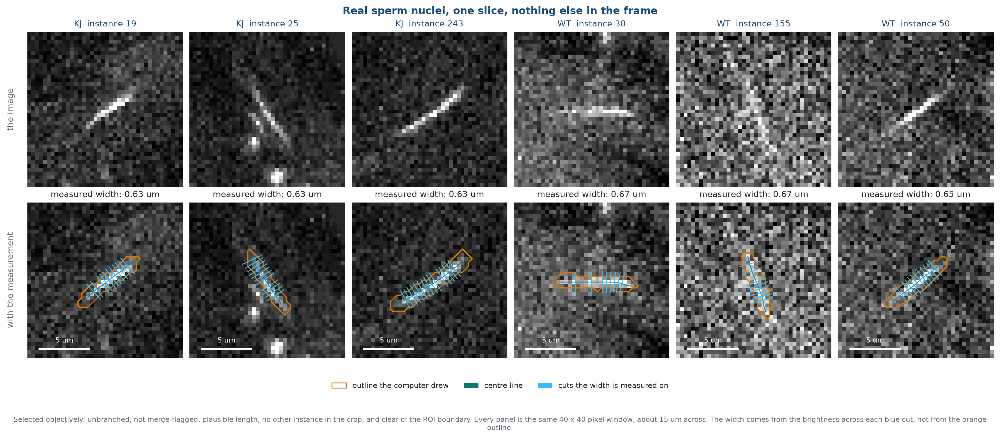 Real sperm nuclei, one slice, nothing else in the frame
KJ  instance 19
KJ  instance 25
KJ  instance 243
WT  instance 30
WT  instance 155
WT  instance 50
the image
measured width: 0.63 um
measured width: 0.63 um
measured width: 0.63 um
measured width: 0.67 um
measured width: 0.67 um
measured width: 0.65 um
with the measurement
5 um
5 um
5 um
5 um
5 um
5 um
outline the computer drew
centre line
cuts the width is measured on
Selected objectively: unbranched, not merge-flagged, plausible length, no other instance in the crop, and clear of the ROI boundary. Every panel is the same 40 x 40 pixel window, about 15 um across. The width comes from the brightness across each blue cut, not from the orange
outline.